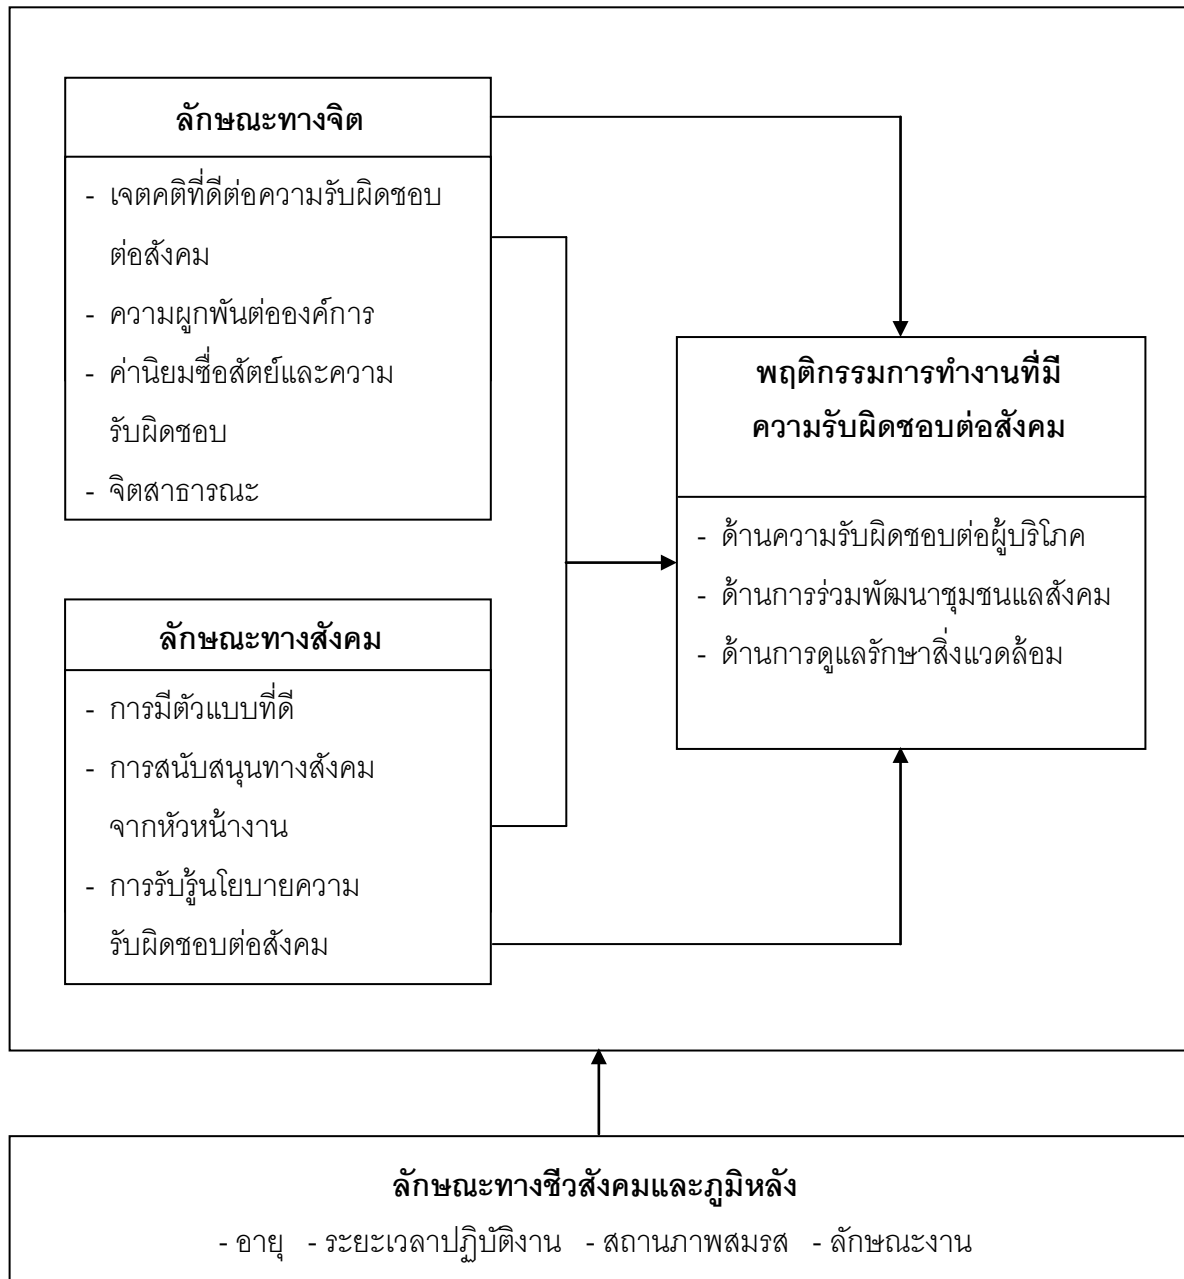 ลักษณะทางจิต
- เจตคติที่ดีต่อความรับผิดชอบ
ต่อสังคม
- ความผูกพันต่อองค์การ
- ค่านิยมซื่อสัตย์และความ
รับผิดชอบ
- จิตสาธารณะ
ลักษณะทางสังคม
- การมีตัวแบบที่ดี
- การสนับสนุนทางสังคม
จากหัวหน้างาน
- การรับรู้นโยบายความ
รับผิดชอบต่อสังคม
พฤติกรรมการทำงานที่มี
ความรับผิดชอบต่อสังคม
- ด้านความรับผิดชอบต่อผู้บริโภค
- ด้านการร่วมพัฒนาชุมชนแลสังคม
- ด้านการดูแลรักษาสิ่งแวดล้อม
ลักษณะทางชีวสังคมและภูมิหลัง
- อายุ - ระยะเวลาปฏิบัติงาน - สถานภาพสมรส - ลักษณะงาน